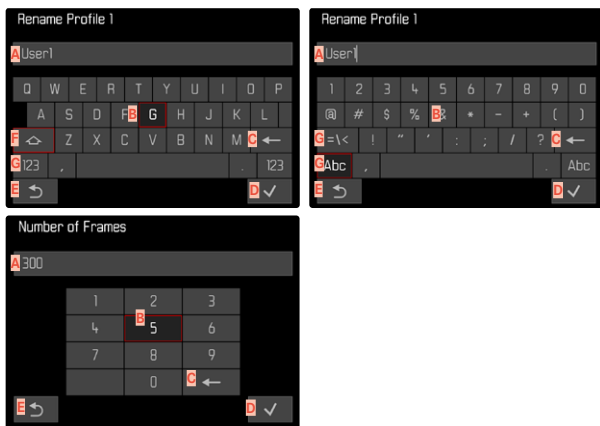 Rename Profile 1
A User1
Q W E R T Y U I O P
A S D F B G H J K L
F Z X C V B N M C ←
G 123 , . 123
E D ✓
Rename Profile 1
A User1
1 2 3 4 5 6 7 8 9 0
@ # $ % B & * - + ( )
G =\< ! " ' : ; / ? C ←
G Abc , . Abc
E D ✓
Number of Frames
A 300
1 2 3
4 B 5 6
7 8 9
0 C ←
E D ✓